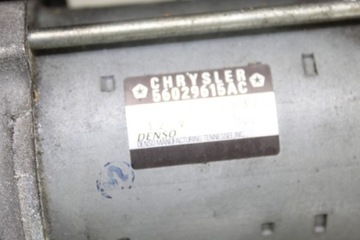 CHRYSLER
56029615AC
DENSO
DENSO MANUFACTURING TENNESSEE, INC.